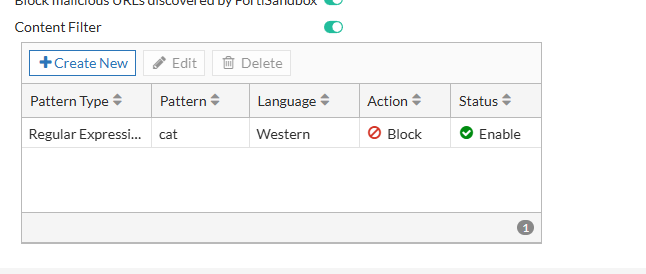 Block malicious URLs discovered by FortiSandbox
Content Filter
+Create New Edit Delete
Pattern Type Pattern Language Action Status
Regular Expressi... cat Western Block Enable
1